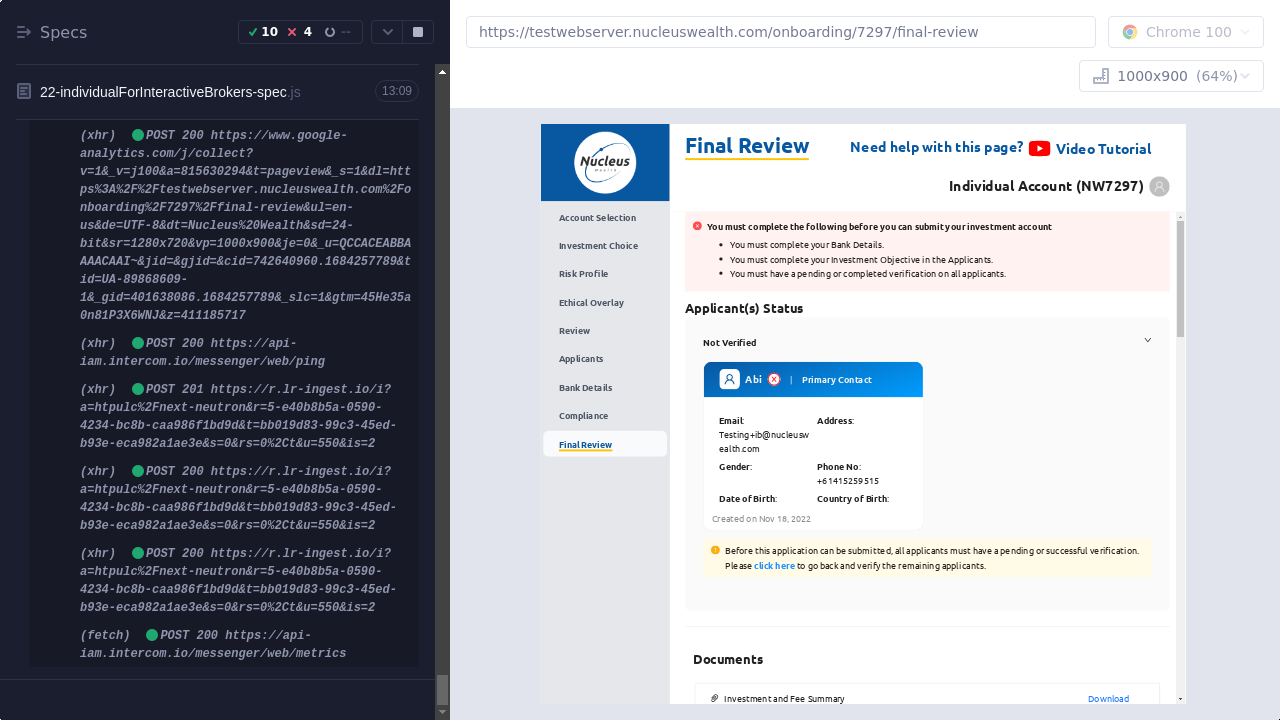 Specs
10
4
--
22-individualForInteractiveBrokers-spec.js
13:09
(xhr) POST 200 https://www.google-
analytics.com/j/collect?
v=1&_v=j100&a=815630294&t=pageview&_s=1&dl=htt
ps%3A%2F%2Ftestwebserver.nucleuswealth.com%2Fo
nboarding%2F7297%2Ffinal-review&ul=en-
us&de=UTF-8&dt=Nucleus%20Wealth&sd=24-
bit&sr=1280x720&vp=1000x900&je=0&_u=QCCACEABBA
AAACAAI~&jid=&gjid=&cid=742640960.1684257789&t
id=UA-89868609-
1&_gid=401638086.1684257789&_slc=1&gtm=45He35a
0n81P3X6WNJ&z=411185717
(xhr) POST 200 https://api-
iam.intercom.io/messenger/web/ping
(xhr) POST 201 https://r.lr-ingest.io/i?
a=htpulc%2Fnext-neutron&r=5-e40b8b5a-0590-
4234-bc8b-caa986f1bd9d&t=bb019d83-99c3-45ed-
b93e-eca982a1ae3e&s=0&rs=0%2Ct&u=550&is=2
(xhr) POST 200 https://r.lr-ingest.io/i?
a=htpulc%2Fnext-neutron&r=5-e40b8b5a-0590-
4234-bc8b-caa986f1bd9d&t=bb019d83-99c3-45ed-
b93e-eca982a1ae3e&s=0&rs=0%2Ct&u=550&is=2
(xhr) POST 200 https://r.lr-ingest.io/i?
a=htpulc%2Fnext-neutron&r=5-e40b8b5a-0590-
4234-bc8b-caa986f1bd9d&t=bb019d83-99c3-45ed-
b93e-eca982a1ae3e&s=0&rs=0%2Ct&u=550&is=2
(fetch) POST 200 https://api-
iam.intercom.io/messenger/web/metrics
https://testwebserver.nucleuswealth.com/onboarding/7297/final-review
Chrome 100
1000x900 (64%)
Nucleus
Wealth
Account Selection
Investment Choice
Risk Profile
Ethical Overlay
Review
Applicants
Bank Details
Compliance
Final Review
Final Review
Need help with this page?
Video Tutorial
Individual Account (NW7297)
You must complete the following before you can submit your investment account
• You must complete your Bank Details.
• You must complete your Investment Objective in the Applicants.
• You must have a pending or completed verification on all applicants.
Applicant(s) Status
Not Verified
Abi
| Primary Contact
Email:
Testing+ib@nucleusw
ealth.com
Address:
Gender:
Phone No:
+61415259515
Date of Birth:
Country of Birth:
Created on Nov 18, 2022
Before this application can be submitted, all applicants must have a pending or successful verification.
Please click here to go back and verify the remaining applicants.
Documents
Investment and Fee Summary
Download